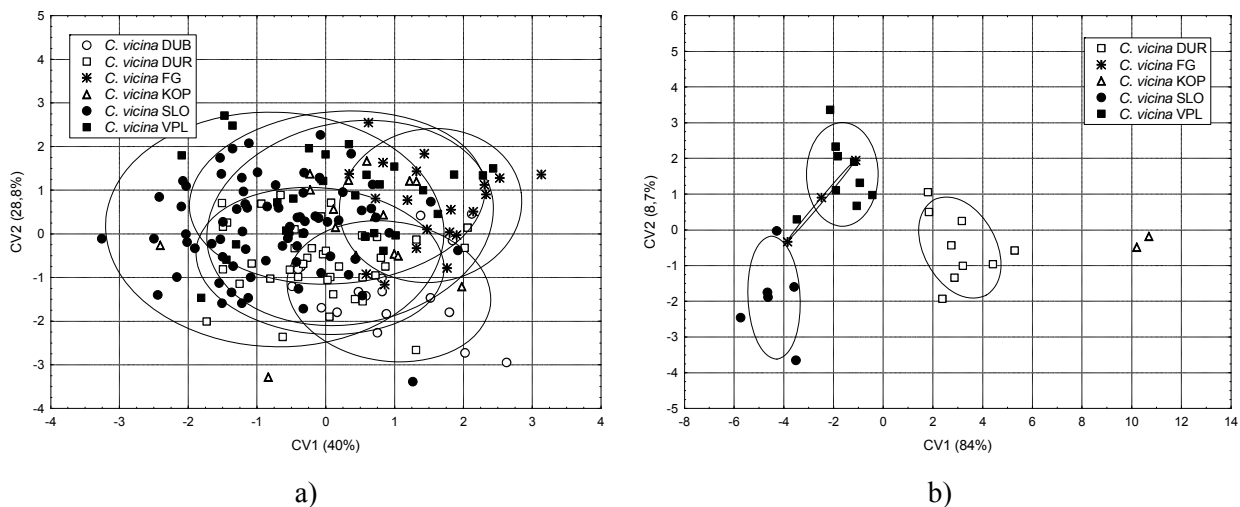 5
4
3
2
1
0
-1
-2
-3
-4
CV2 (28,8%)
C. vicina DUB
C. vicina DUR
C. vicina FG
C. vicina KOP
C. vicina SLO
C. vicina VPL
-4 -3 -2 -1 0 1 2 3 4
CV1 (40%)
a)
6
5
4
3
2
1
0
-1
-2
-3
-4
-5
CV2 (8,7%)
C. vicina DUR
C. vicina FG
C. vicina KOP
C. vicina SLO
C. vicina VPL
-8 -6 -4 -2 0 2 4 6 8 10 12 14
CV1 (84%)
b)